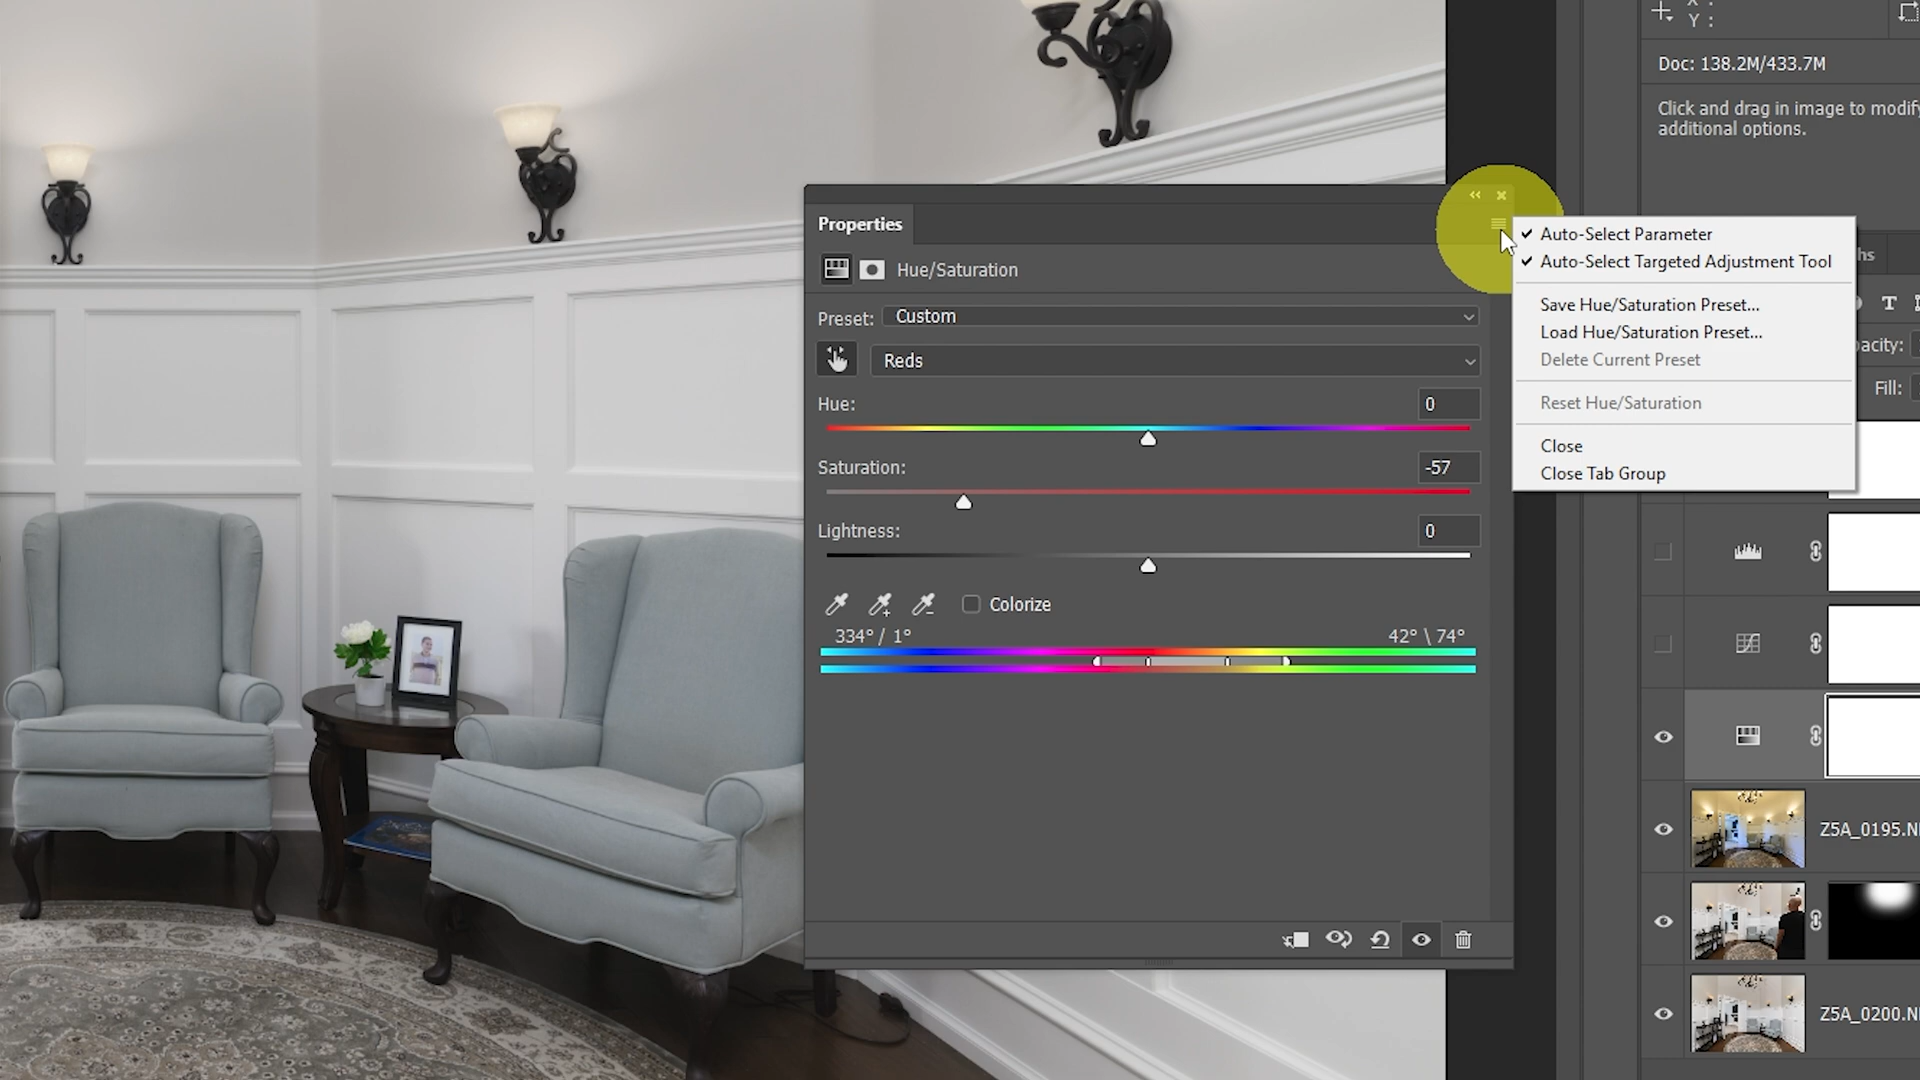 X :
Y :
Doc: 138.2M/433.7M
Click and drag in image to modify
additional options.
Properties
Hue/Saturation
Preset: Custom
Reds
Hue: 0
Saturation: -57
Lightness: 0
Colorize
334° / 1° 42° \ 74°
Auto-Select Parameter
Auto-Select Targeted Adjustment Tool
Save Hue/Saturation Preset...
Load Hue/Saturation Preset...
Delete Current Preset
Reset Hue/Saturation
Close
Close Tab Group
hs
T
pacity:
Fill:
Z5A_0195.N
Z5A_0200.N